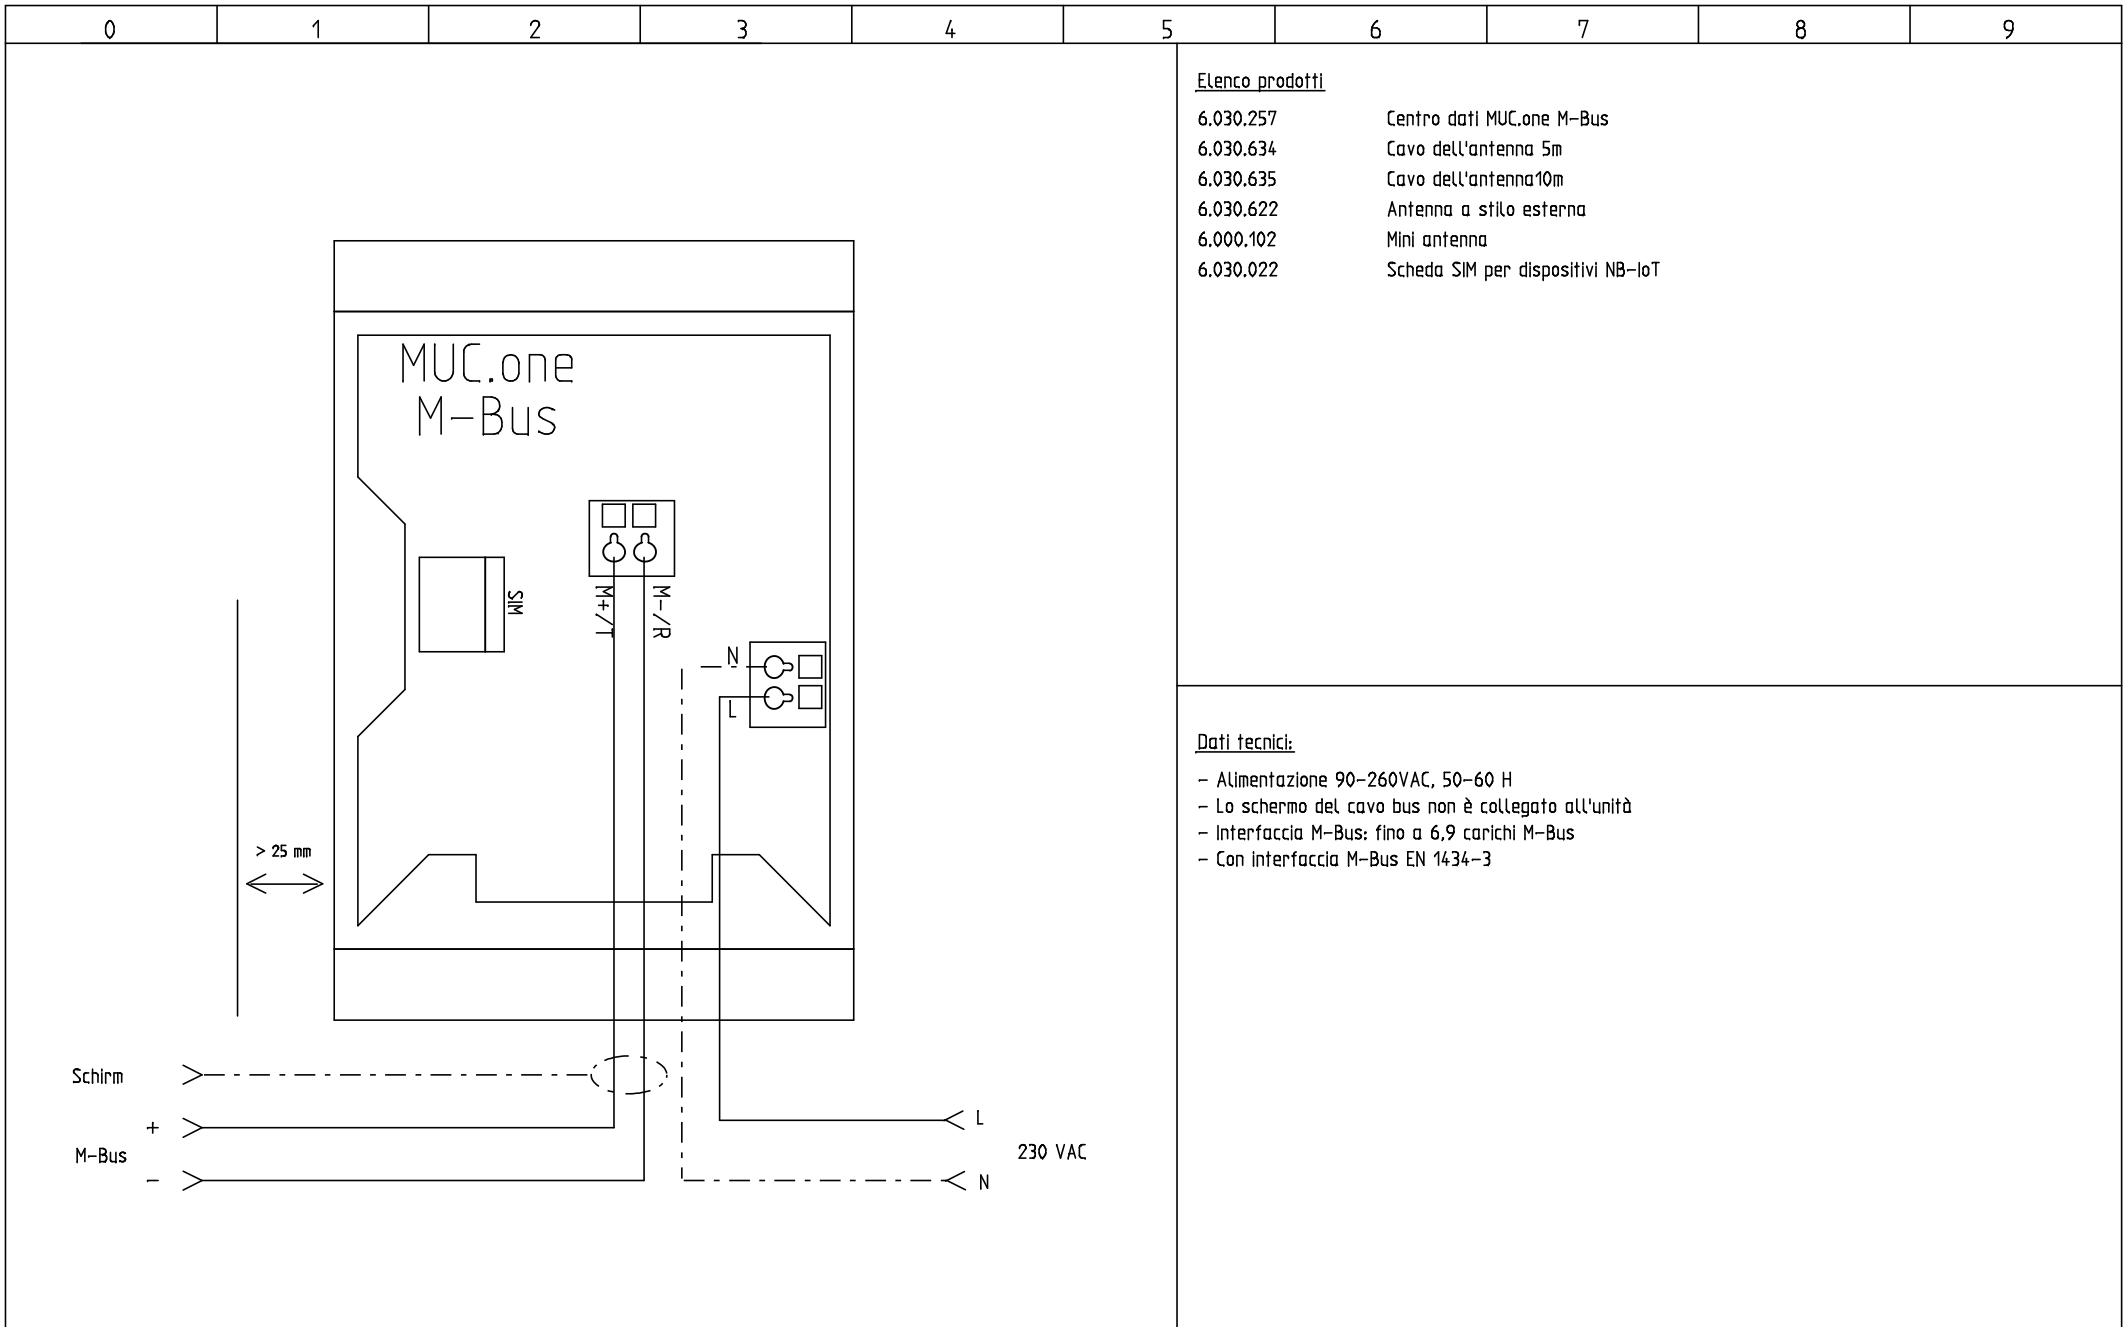 0 1 2 3 4 5 6 7 8 9
Elenco prodotti
6.030.257 Centro dati MUC.one M-Bus
6.030.634 Cavo dell'antenna 5m
6.030.635 Cavo dell'antenna10m
6.030.622 Antenna a stilo esterna
6.000.102 Mini antenna
6.030.022 Scheda SIM per dispositivi NB-IoT
MUC.one
M-Bus
SIM
M+/T
M-/R
N
L
> 25 mm
Schirm
+
M-Bus
-
L
230 VAC
N
Dati tecnici:
- Alimentazione 90-260VAC, 50-60 H
- Lo schermo del cavo bus non è collegato all'unità
- Interfaccia M-Bus: fino a 6,9 carichi M-Bus
- Con interfaccia M-Bus EN 1434-3